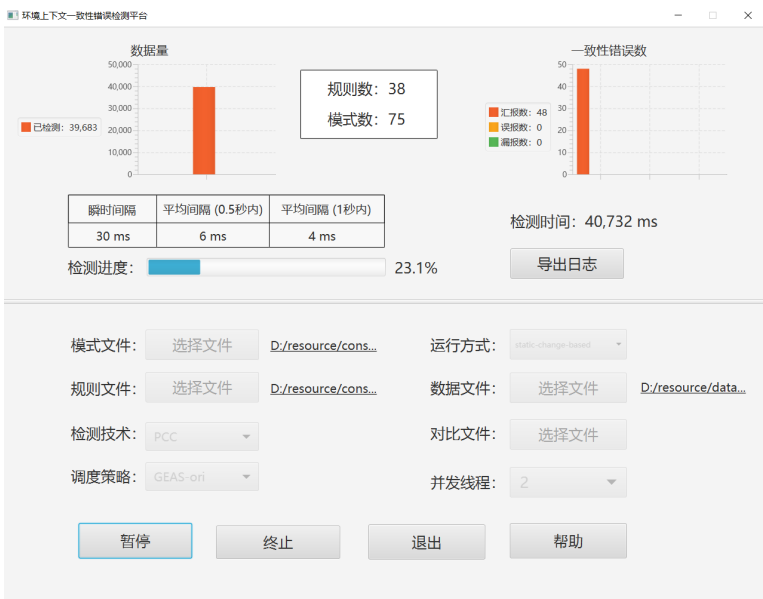 环境上下文一致性错误检测平台
数据量
50,000
40,000
30,000
20,000
10,000
0
已检测：39,683
规则数：38
模式数：75
一致性错误数
50
40
30
20
10
0
汇报数：48
误报数：0
漏报数：0
瞬时间隔 平均间隔 (0.5秒内) 平均间隔 (1秒内)
30 ms 6 ms 4 ms
检测进度： 23.1%
检测时间：40,732 ms
导出日志
模式文件： 选择文件 D:/resource/cons... 运行方式： static-change-based
规则文件： 选择文件 D:/resource/cons... 数据文件： 选择文件 D:/resource/data...
检测技术： PCC 对比文件： 选择文件
调度策略： GEAS-ori 并发线程： 2
暂停 终止 退出 帮助